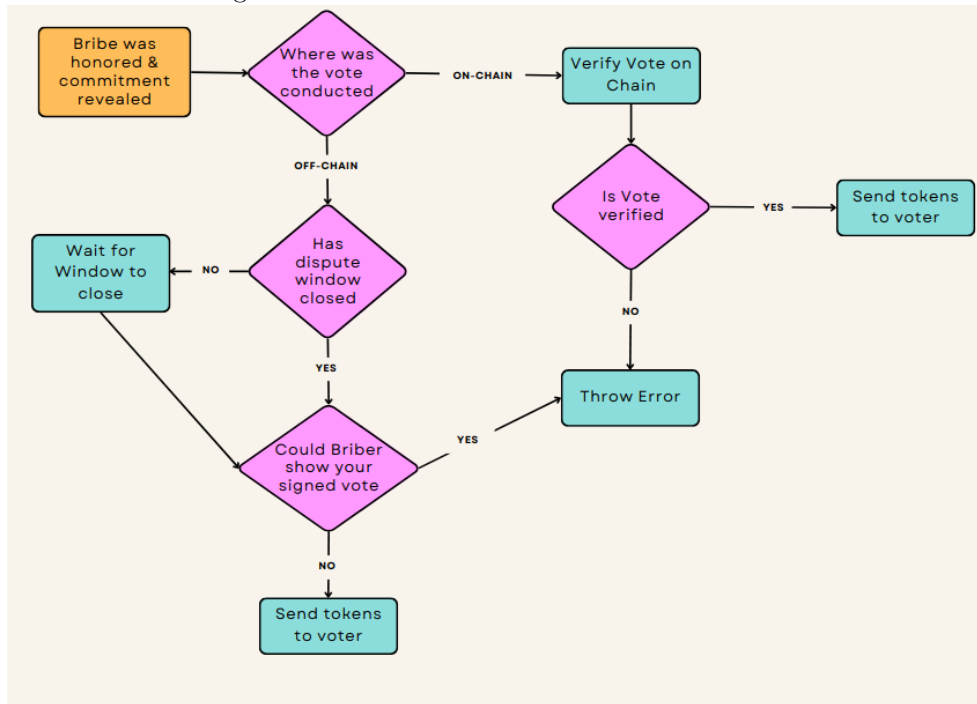 Bribe was
honored &
commitment
revealed
Where was
the vote
conducted
ON-CHAIN
Verify Vote on
Chain
OFF-CHAIN
Is Vote
verified
YES
Send tokens
to voter
Wait for
Window to
close
NO
Has
dispute
window
closed
NO
YES
Throw Error
Could Briber
show your
signed vote
YES
NO
Send tokens
to voter